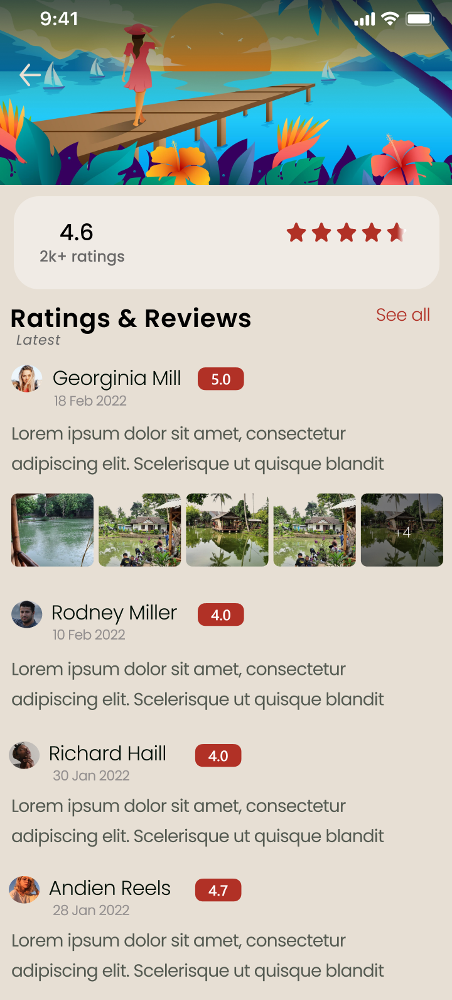 9:41
4.6
2k+ ratings
Ratings & Reviews
See all
Latest
Georginia Mill
5.0
18 Feb 2022
Lorem ipsum dolor sit amet, consectetur
adipiscing elit. Scelerisque ut quisque blandit
+4
Rodney Miller
4.0
10 Feb 2022
Lorem ipsum dolor sit amet, consectetur
adipiscing elit. Scelerisque ut quisque blandit
Richard Haill
4.0
30 Jan 2022
Lorem ipsum dolor sit amet, consectetur
adipiscing elit. Scelerisque ut quisque blandit
Andien Reels
4.7
28 Jan 2022
Lorem ipsum dolor sit amet, consectetur
adipiscing elit. Scelerisque ut quisque blandit